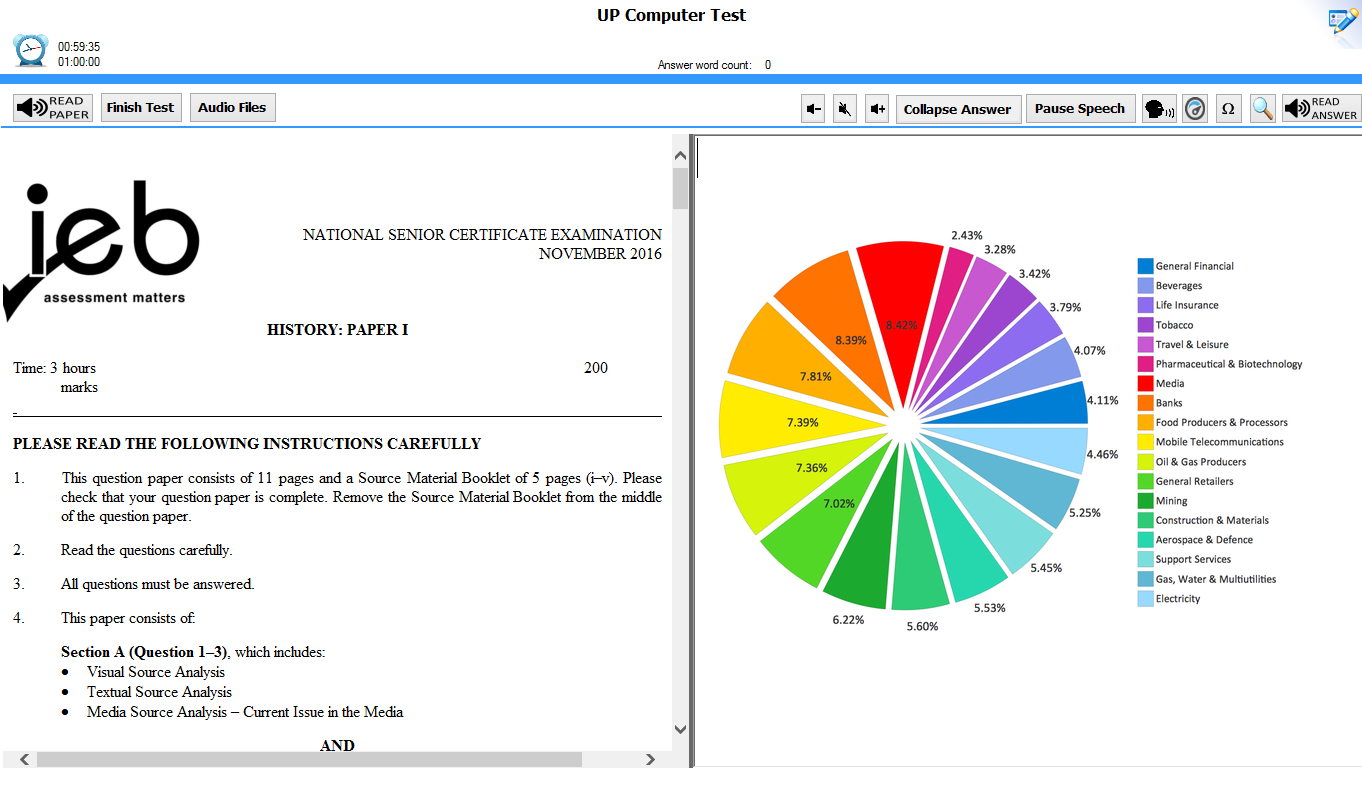 UP Computer Test
00:59:35
01:00:00
Answer word count: 0
READ
PAPER
Finish Test
Audio Files
Collapse Answer
Pause Speech
Ω
READ
ANSWER
ieb
assessment matters
NATIONAL SENIOR CERTIFICATE EXAMINATION
NOVEMBER 2016
HISTORY: PAPER I
Time: 3 hours 200
marks
PLEASE READ THE FOLLOWING INSTRUCTIONS CAREFULLY
1. This question paper consists of 11 pages and a Source Material Booklet of 5 pages (i–v). Please
check that your question paper is complete. Remove the Source Material Booklet from the middle
of the question paper.
2. Read the questions carefully.
3. All questions must be answered.
4. This paper consists of:
Section A (Question 1–3), which includes:
• Visual Source Analysis
• Textual Source Analysis
• Media Source Analysis – Current Issue in the Media
AND
2.43%
3.28%
3.42%
3.79%
4.07%
4.11%
4.46%
5.25%
5.45%
5.53%
5.60%
6.22%
7.02%
7.36%
7.39%
7.81%
8.39%
8.42%
General Financial
Beverages
Life Insurance
Tobacco
Travel & Leisure
Pharmaceutical & Biotechnology
Media
Banks
Food Producers & Processors
Mobile Telecommunications
Oil & Gas Producers
General Retailers
Mining
Construction & Materials
Aerospace & Defence
Support Services
Gas, Water & Multiutilities
Electricity